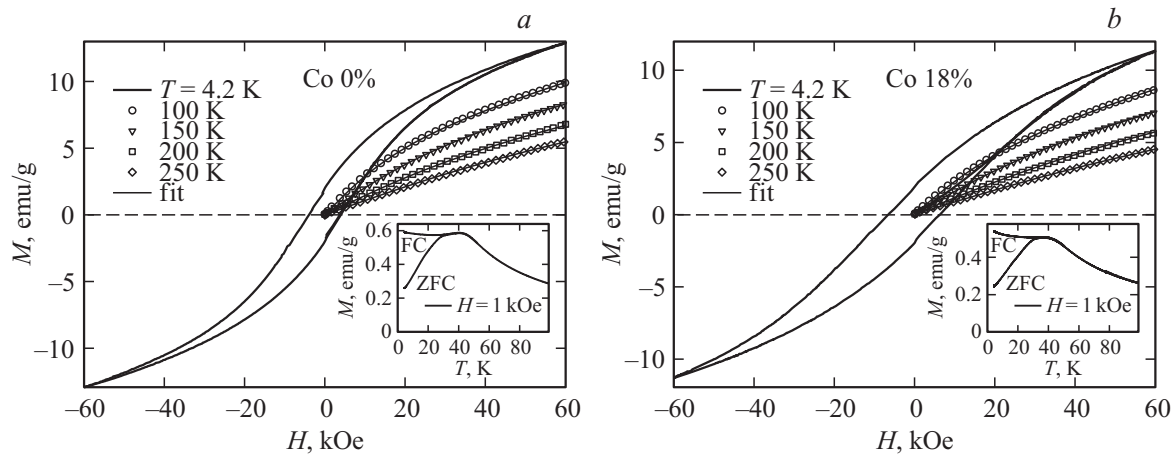 a
Co 0%
T = 4.2 K
100 K
150 K
200 K
250 K
fit
M, emu/g
10
5
0
–5
–10
–60
–40
–20
0
20
40
60
H, kOe
FC
ZFC
H = 1 kOe
M, emu/g
0.6
0.4
0.2
0
0
20
40
60
80
T, K
b
Co 18%
T = 4.2 K
100 K
150 K
200 K
250 K
fit
M, emu/g
10
5
0
–5
–10
–60
–40
–20
0
20
40
60
H, kOe
FC
ZFC
H = 1 kOe
M, emu/g
0.4
0.2
0
0
20
40
60
80
T, K